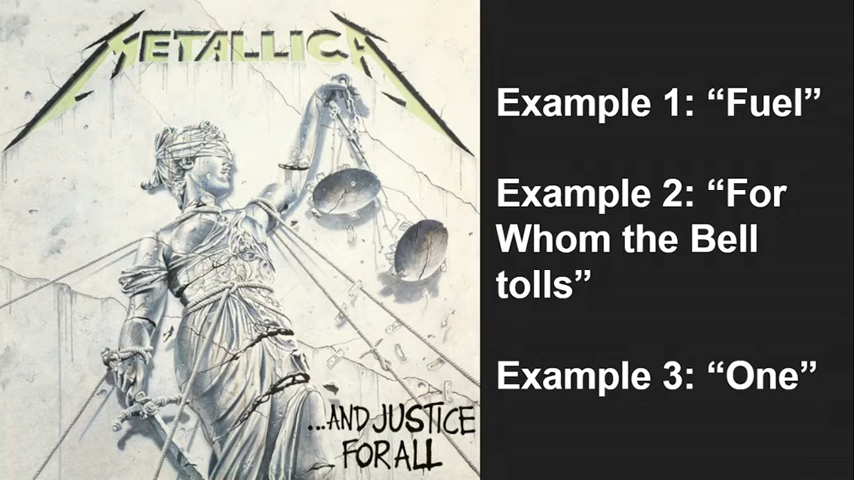 METALLICA
...AND JUSTICE
FOR ALL
Example 1: “Fuel”
Example 2: “For
Whom the Bell
tolls”
Example 3: “One”